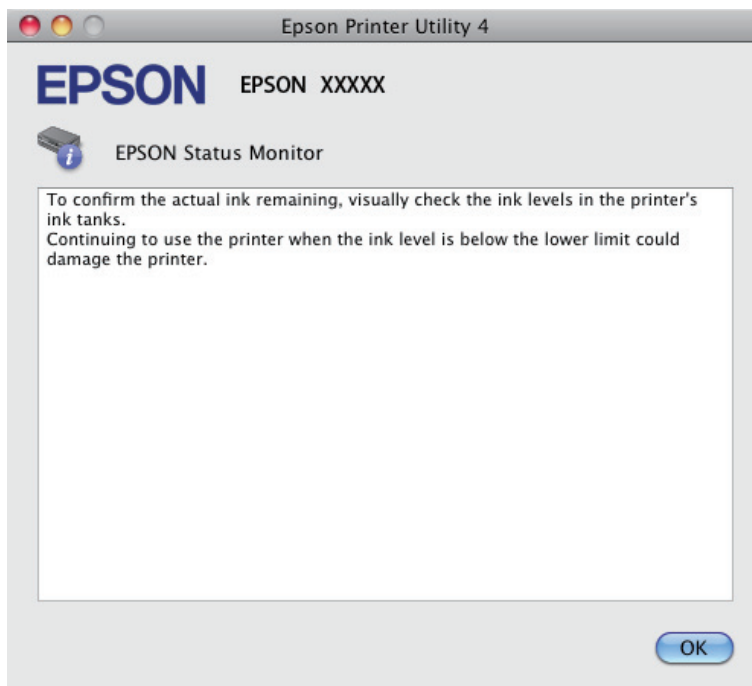 Epson Printer Utility 4
EPSON EPSON XXXXX
EPSON Status Monitor
To confirm the actual ink remaining, visually check the ink levels in the printer's
ink tanks.
Continuing to use the printer when the ink level is below the lower limit could
damage the printer.
OK